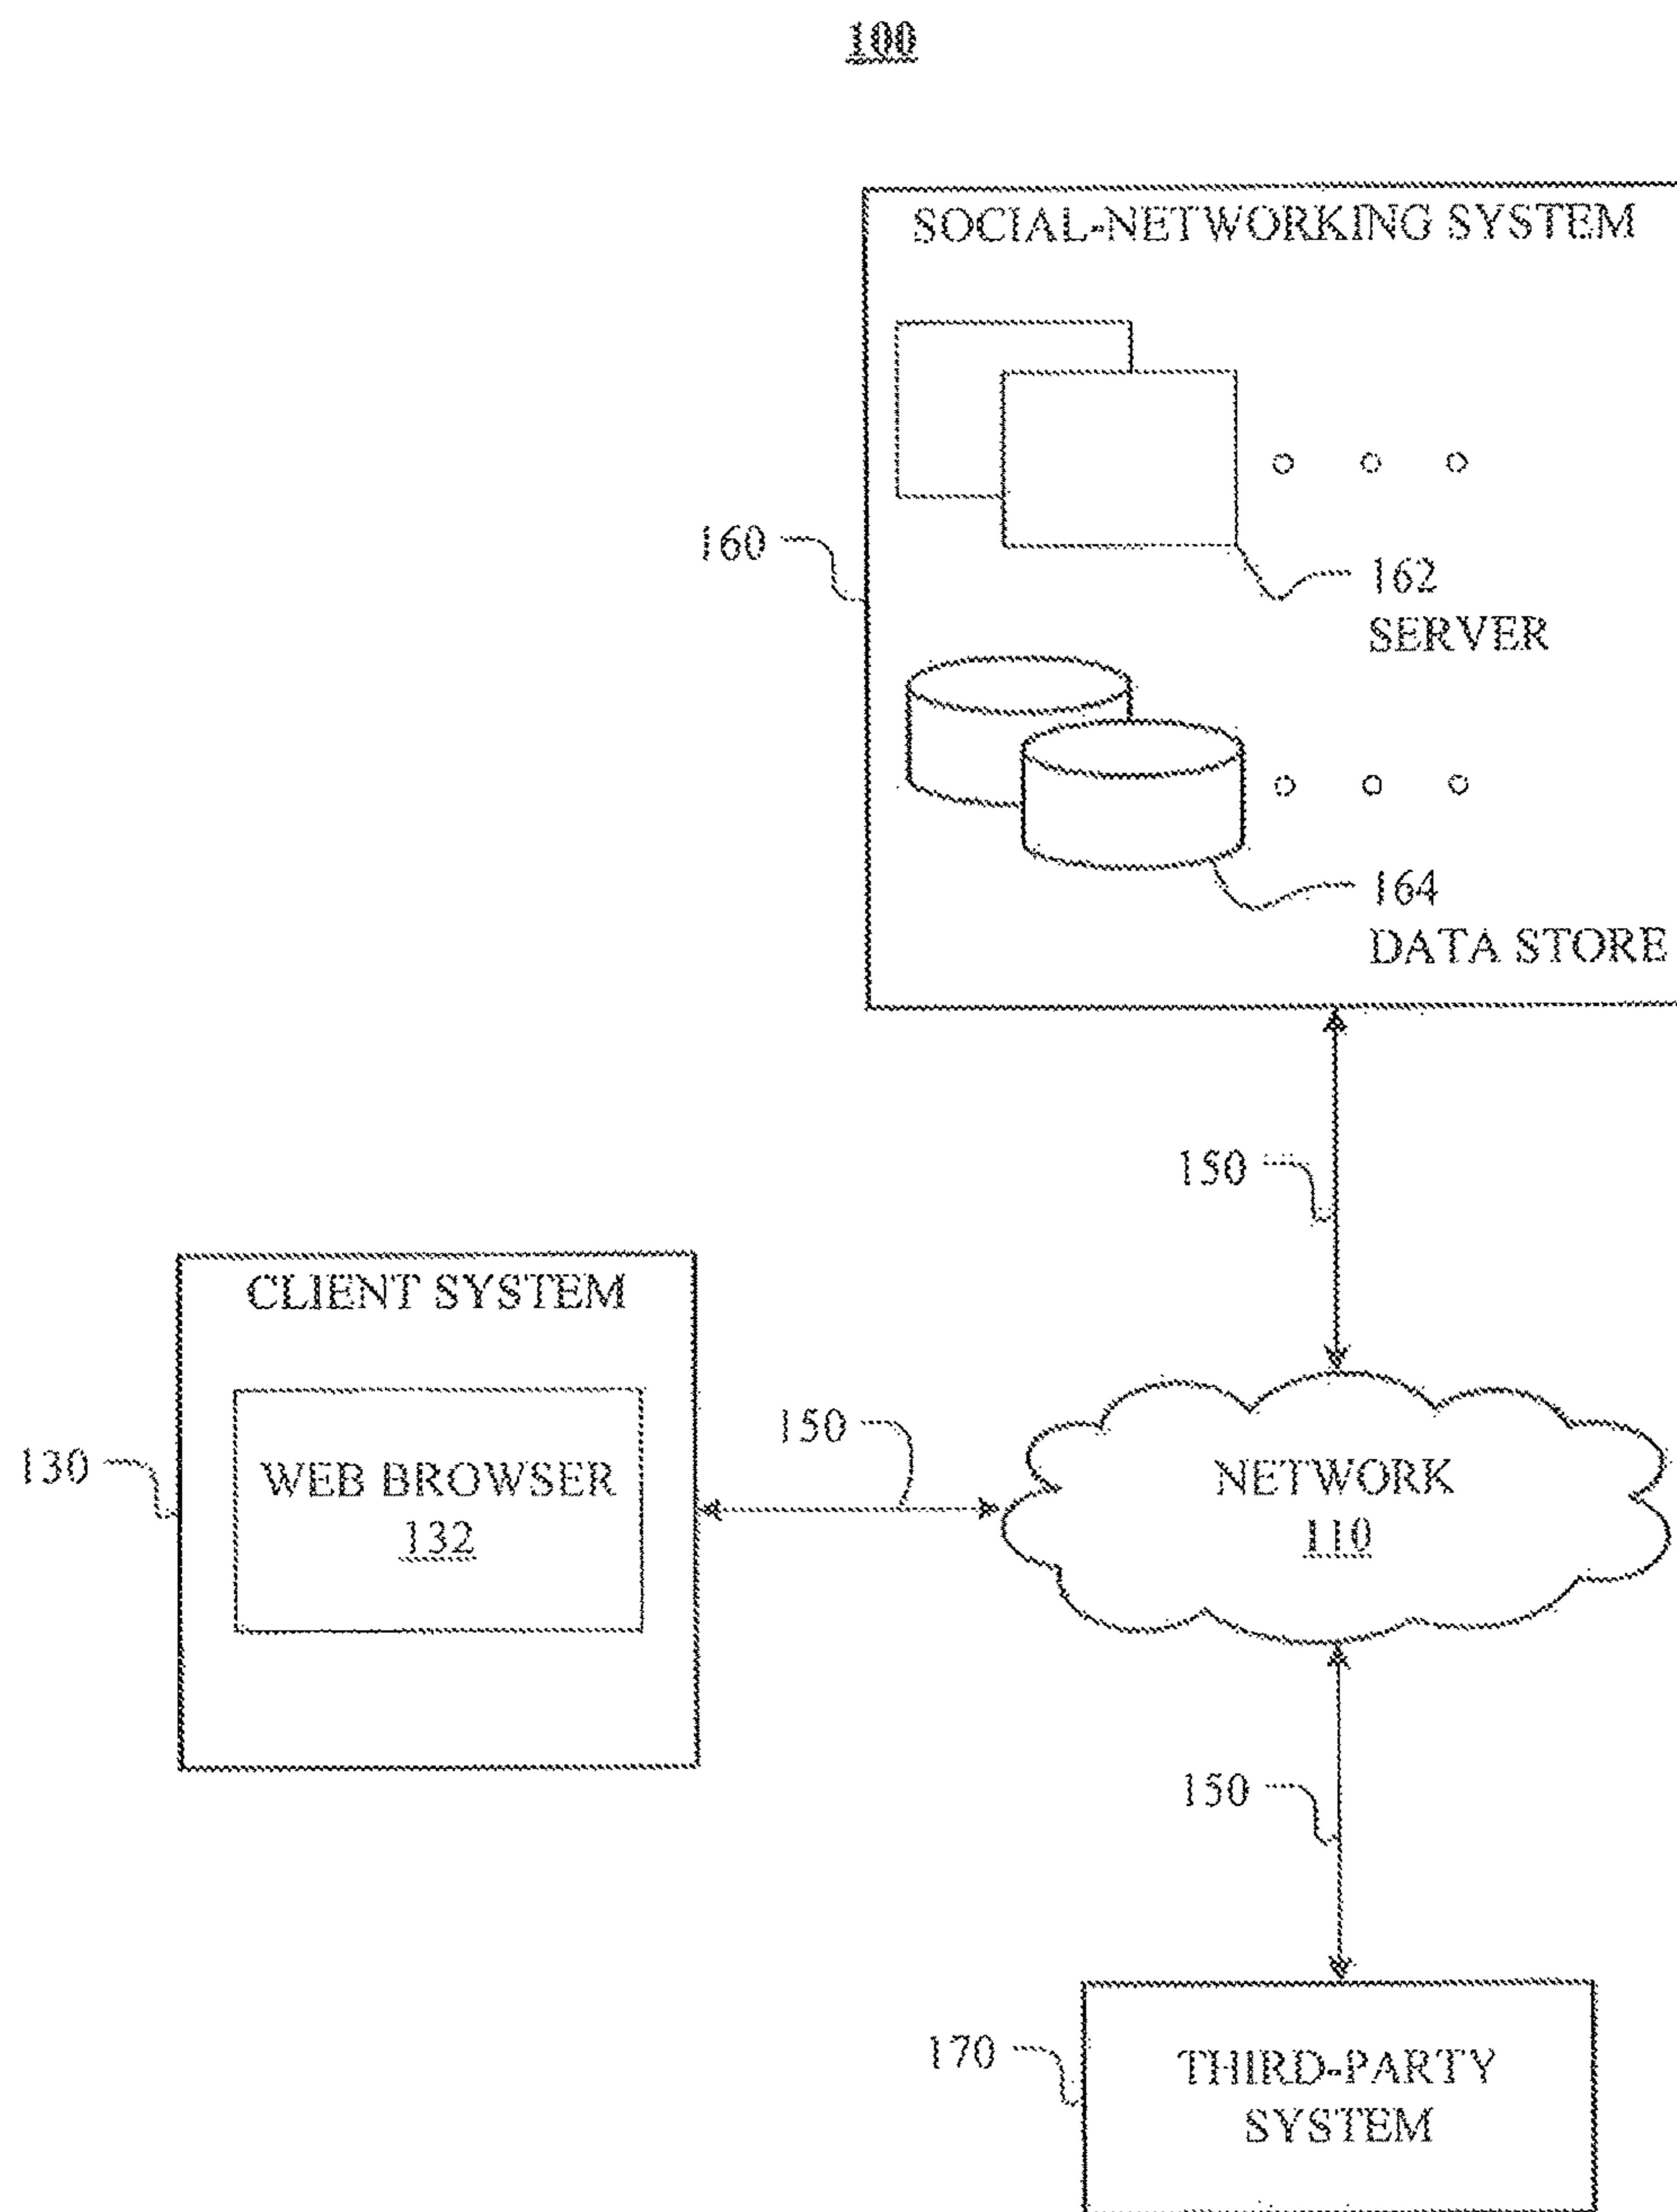 100
SOCIAL-NETWORKING SYSTEM
160
162
SERVER
164
DATA STORE
150
CLIENT SYSTEM
130
WEB BROWSER
132
150
NETWORK
110
150
170
THIRD-PARTY
SYSTEM